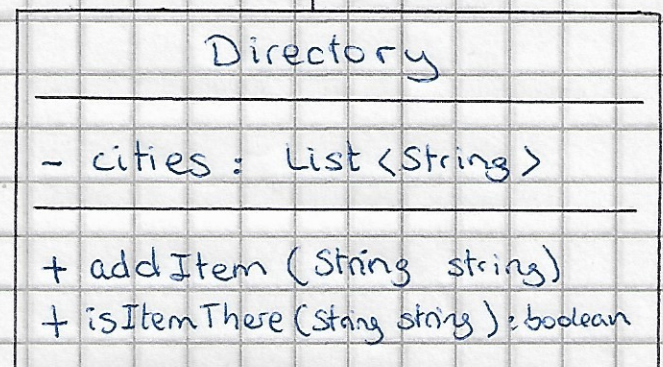 Directory
- cities : List <String>
+ addItem (String string)
+ isItemThere (String string) : boolean